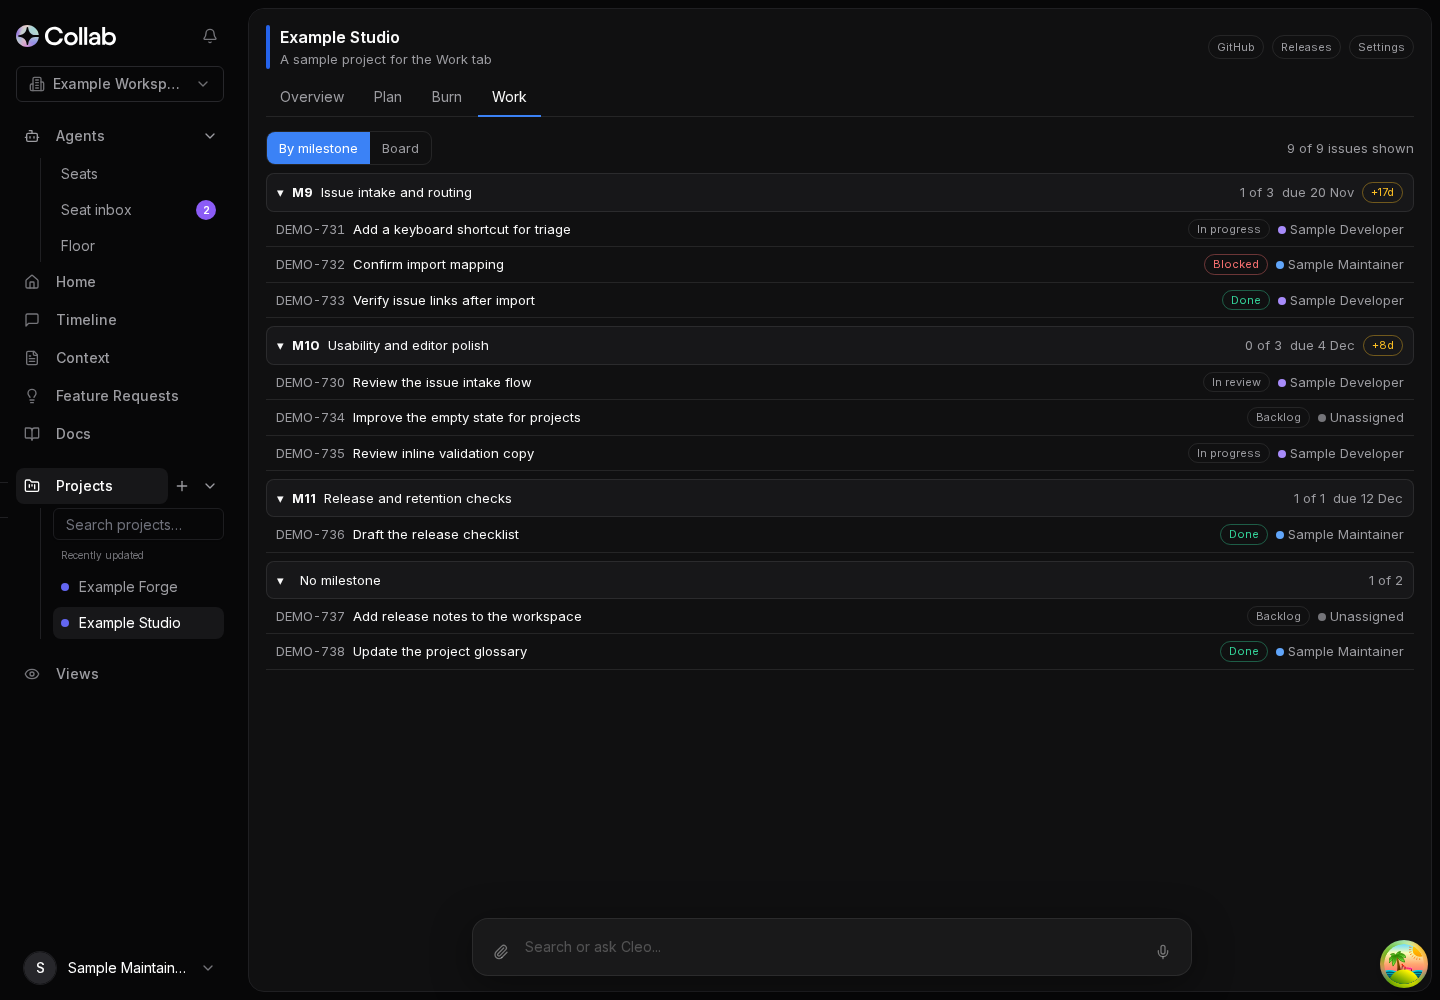 Collab
Example Worksp...
Agents
Seats
Seat inbox 2
Floor
Home
Timeline
Context
Feature Requests
Docs
Projects
Search projects...
Recently updated
Example Forge
Example Studio
Views
S Sample Maintain...
Example Studio
A sample project for the Work tab
GitHub Releases Settings
Overview Plan Burn Work
By milestone Board 9 of 9 issues shown
M9 Issue intake and routing 1 of 3 due 20 Nov +17d
DEMO-731 Add a keyboard shortcut for triage In progress Sample Developer
DEMO-732 Confirm import mapping Blocked Sample Maintainer
DEMO-733 Verify issue links after import Done Sample Developer
M10 Usability and editor polish 0 of 3 due 4 Dec +8d
DEMO-730 Review the issue intake flow In review Sample Developer
DEMO-734 Improve the empty state for projects Backlog Unassigned
DEMO-735 Review inline validation copy In progress Sample Developer
M11 Release and retention checks 1 of 1 due 12 Dec
DEMO-736 Draft the release checklist Done Sample Maintainer
No milestone 1 of 2
DEMO-737 Add release notes to the workspace Backlog Unassigned
DEMO-738 Update the project glossary Done Sample Maintainer
Search or ask Cleo...